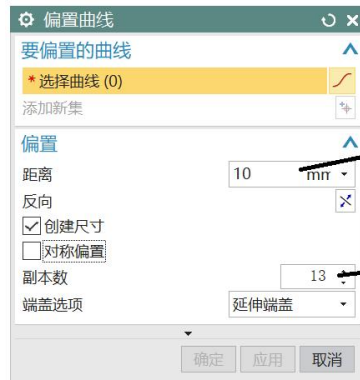 偏置曲线
要偏置的曲线
* 选择曲线 (0)
添加新集
偏置
距离 10 mm
反向
创建尺寸
对称偏置
副本数 13
端盖选项 延伸端盖
确定 应用 取消